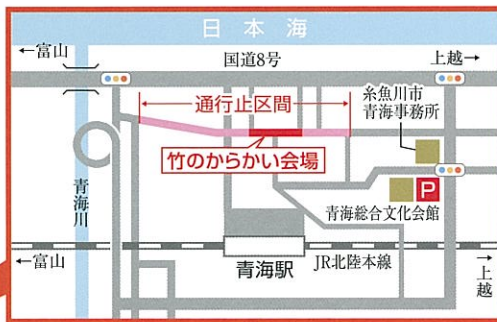 日本海
←富山
国道8号
上越→
通行止区間
糸魚川市
青海事務所
竹のからかい会場
P
青海川
青海総合文化会館
←富山
青海駅
JR北陸本線
→上越